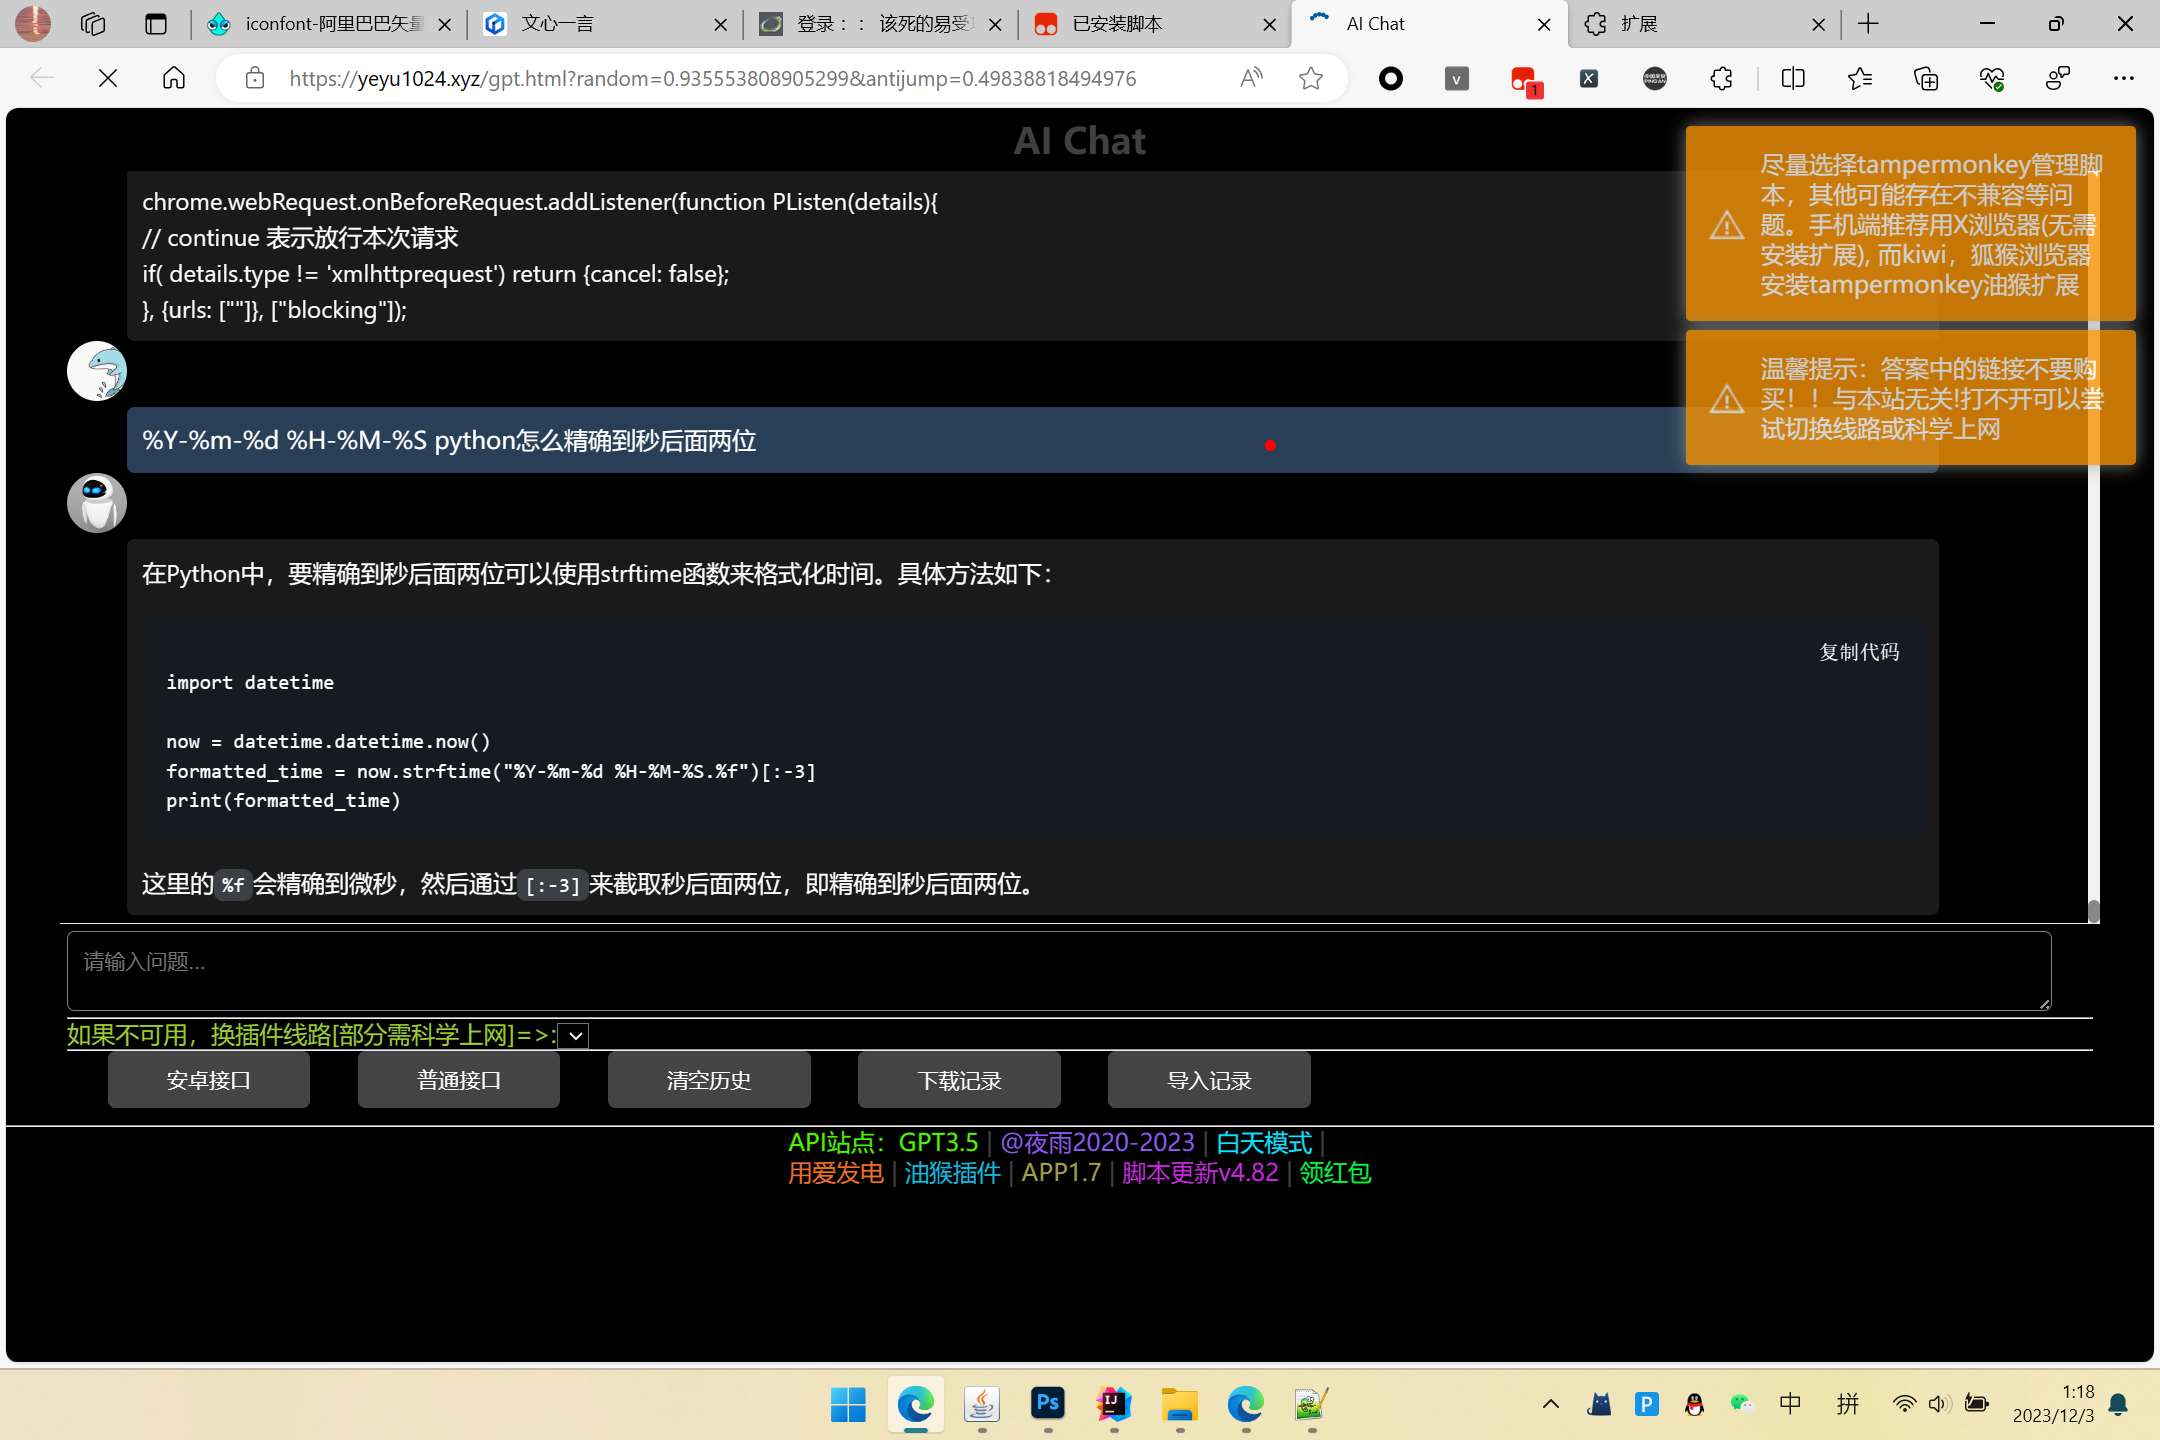 iconfont-阿里巴巴矢量
文心一言
登录：： 该死的易受
已安装脚本
AI Chat
扩展
https://yeyu1024.xyz/gpt.html?random=0.935553808905299&antijump=0.49838818494976
V
1
X
AI Chat
chrome.webRequest.onBeforeRequest.addListener(function PListen(details){
// continue 表示放行本次请求
if( details.type != 'xmlhttprequest') return {cancel: false};
}, {urls: [""]}, ["blocking"]);
尽量选择tampermonkey管理脚
本，其他可能存在不兼容等问
题。手机端推荐用X浏览器(无需
安装扩展), 而kiwi，狐猴浏览器
安装tampermonkey油猴扩展
温馨提示：答案中的链接不要购
买！！与本站无关!打不开可以尝
试切换线路或科学上网
%Y-%m-%d %H-%M-%S python怎么精确到秒后面两位
在Python中，要精确到秒后面两位可以使用strftime函数来格式化时间。具体方法如下：
复制代码
import datetime
now = datetime.datetime.now()
formatted_time = now.strftime("%Y-%m-%d %H-%M-%S.%f")[:-3]
print(formatted_time)
这里的%f会精确到微秒，然后通过[:-3]来截取秒后面两位，即精确到秒后面两位。
请输入问题...
如果不可用，换插件线路[部分需科学上网]=>:
安卓接口
普通接口
清空历史
下载记录
导入记录
API站点：GPT3.5 | @夜雨2020-2023 | 白天模式 |
用爱发电 | 油猴插件 | APP1.7 | 脚本更新v4.82 | 领红包
Ps
IJ
P
中
拼
1:18
2023/12/3